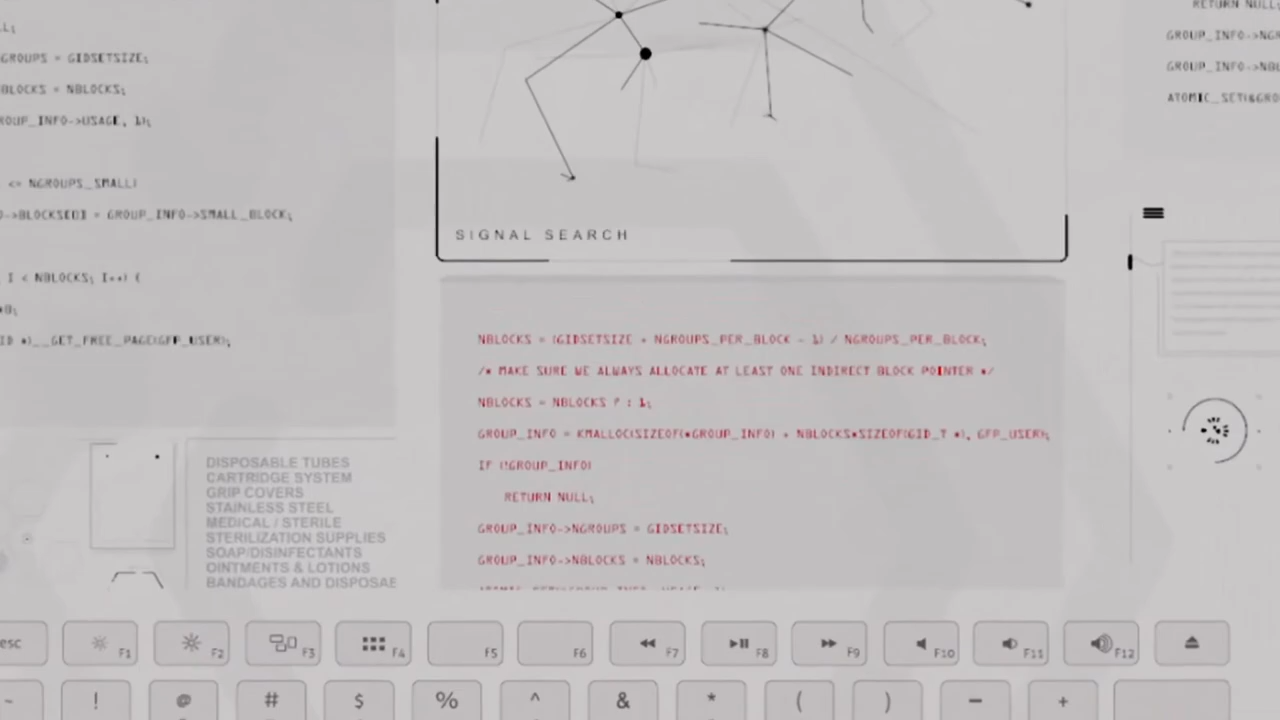 LL;
GROUPS = GIDSETSIZE;
BLOCKS = NBLOCKS;
ROUP_INFO->USAGE, 1);
<= NGROUPS_SMALL)
O->BLOCKS[0] = GROUP_INFO->SMALL_BLOCK;
I < NBLOCKS; I++) {
ID *)__GET_FREE_PAGE(GFP_USER);
SIGNAL SEARCH
NBLOCKS = (GIDSETSIZE + NGROUPS_PER_BLOCK - 1) / NGROUPS_PER_BLOCK;
/* MAKE SURE WE ALWAYS ALLOCATE AT LEAST ONE INDIRECT BLOCK POINTER */
NBLOCKS = NBLOCKS ? : 1;
GROUP_INFO = KMALLOC(SIZEOF(*GROUP_INFO) + NBLOCKS*SIZEOF(GID_T *), GFP_USER);
IF (!GROUP_INFO)
RETURN NULL;
GROUP_INFO->NGROUPS = GIDSETSIZE;
GROUP_INFO->NBLOCKS = NBLOCKS;
RETURN NULL;
GROUP_INFO->NGR
GROUP_INFO->NBL
ATOMIC_SET(&GRO
DISPOSABLE TUBES
CARTRIDGE SYSTEM
GRIP COVERS
STAINLESS STEEL
MEDICAL / STERILE
STERILIZATION SUPPLIES
SOAP/DISINFECTANTS
OINTMENTS & LOTIONS
BANDAGES AND DISPOSAE
esc F1 F2 F3 F4 F5 F6 F7 F8 F9 F10 F11 F12
~ ! @ # $ % ^ & * ( ) − +